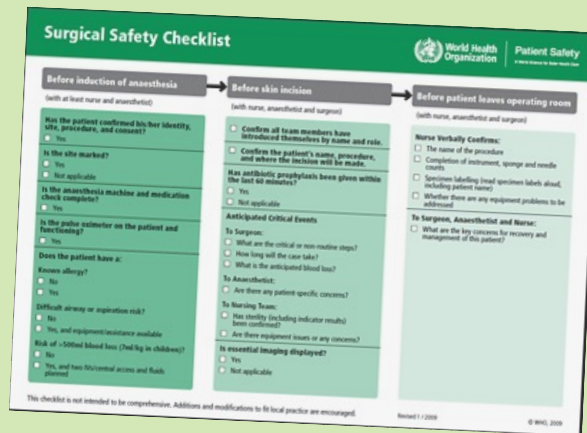 Surgical Safety Checklist
World Health
Organization
Patient Safety
Before induction of anaesthesia
(with at least nurse and anaesthetist)
Has the patient confirmed his/her identity,
site, procedure, and consent?
Yes
Is the site marked?
Yes
Not applicable
Is the anaesthesia machine and medication
check complete?
Yes
Is the pulse oximeter on the patient and
functioning?
Yes
Does the patient have a:
Known allergy?
No
Yes
Difficult airway or aspiration risk?
No
Yes, and equipment/assistance available
Risk of >500ml blood loss (7ml/kg in children)?
No
Yes, and two IVs/central access and fluids
planned
Before skin incision
(with nurse, anaesthetist and surgeon)
Confirm all team members have
introduced themselves by name and role.
Confirm the patient's name, procedure,
and where the incision will be made.
Has antibiotic prophylaxis been given within
the last 60 minutes?
Yes
Not applicable
Anticipated Critical Events
To Surgeon:
What are the critical or non-routine steps?
How long will the case take?
What is the anticipated blood loss?
To Anaesthetist:
Are there any patient-specific concerns?
To Nursing Team:
Has sterility (including indicator results)
been confirmed?
Are there equipment issues or any concerns?
Is essential imaging displayed?
Yes
Not applicable
Before patient leaves operating room
(with nurse, anaesthetist and surgeon)
Nurse Verbally Confirms:
The name of the procedure
Completion of instrument, sponge and needle
counts
Specimen labelling (read specimen labels aloud,
including patient name)
Whether there are any equipment problems to be
addressed
To Surgeon, Anaesthetist and Nurse:
What are the key concerns for recovery and
management of this patient?
This checklist is not intended to be comprehensive. Additions and modifications to fit local practice are encouraged.
Revised 1 / 2009
© WHO, 2009